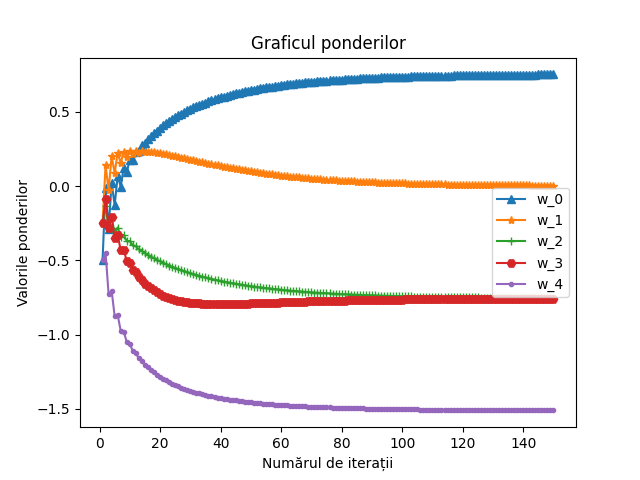 Graficul ponderilor
Valorile ponderilor
0.5
0.0
−0.5
−1.0
−1.5
w_0
w_1
w_2
w_3
w_4
0 20 40 60 80 100 120 140
Numărul de iterații